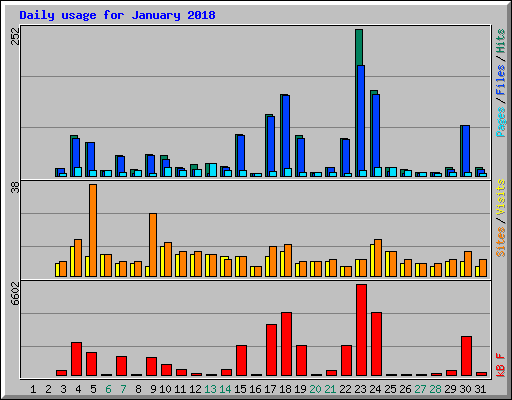 Daily usage for January 2018
252
Pages/Files/Hits
38
Sites/Visits
6602
kB F
1 2 3 4 5 6 7 8 9 10 11 12 13 14 15 16 17 18 19 20 21 22 23 24 25 26 27 28 29 30 31